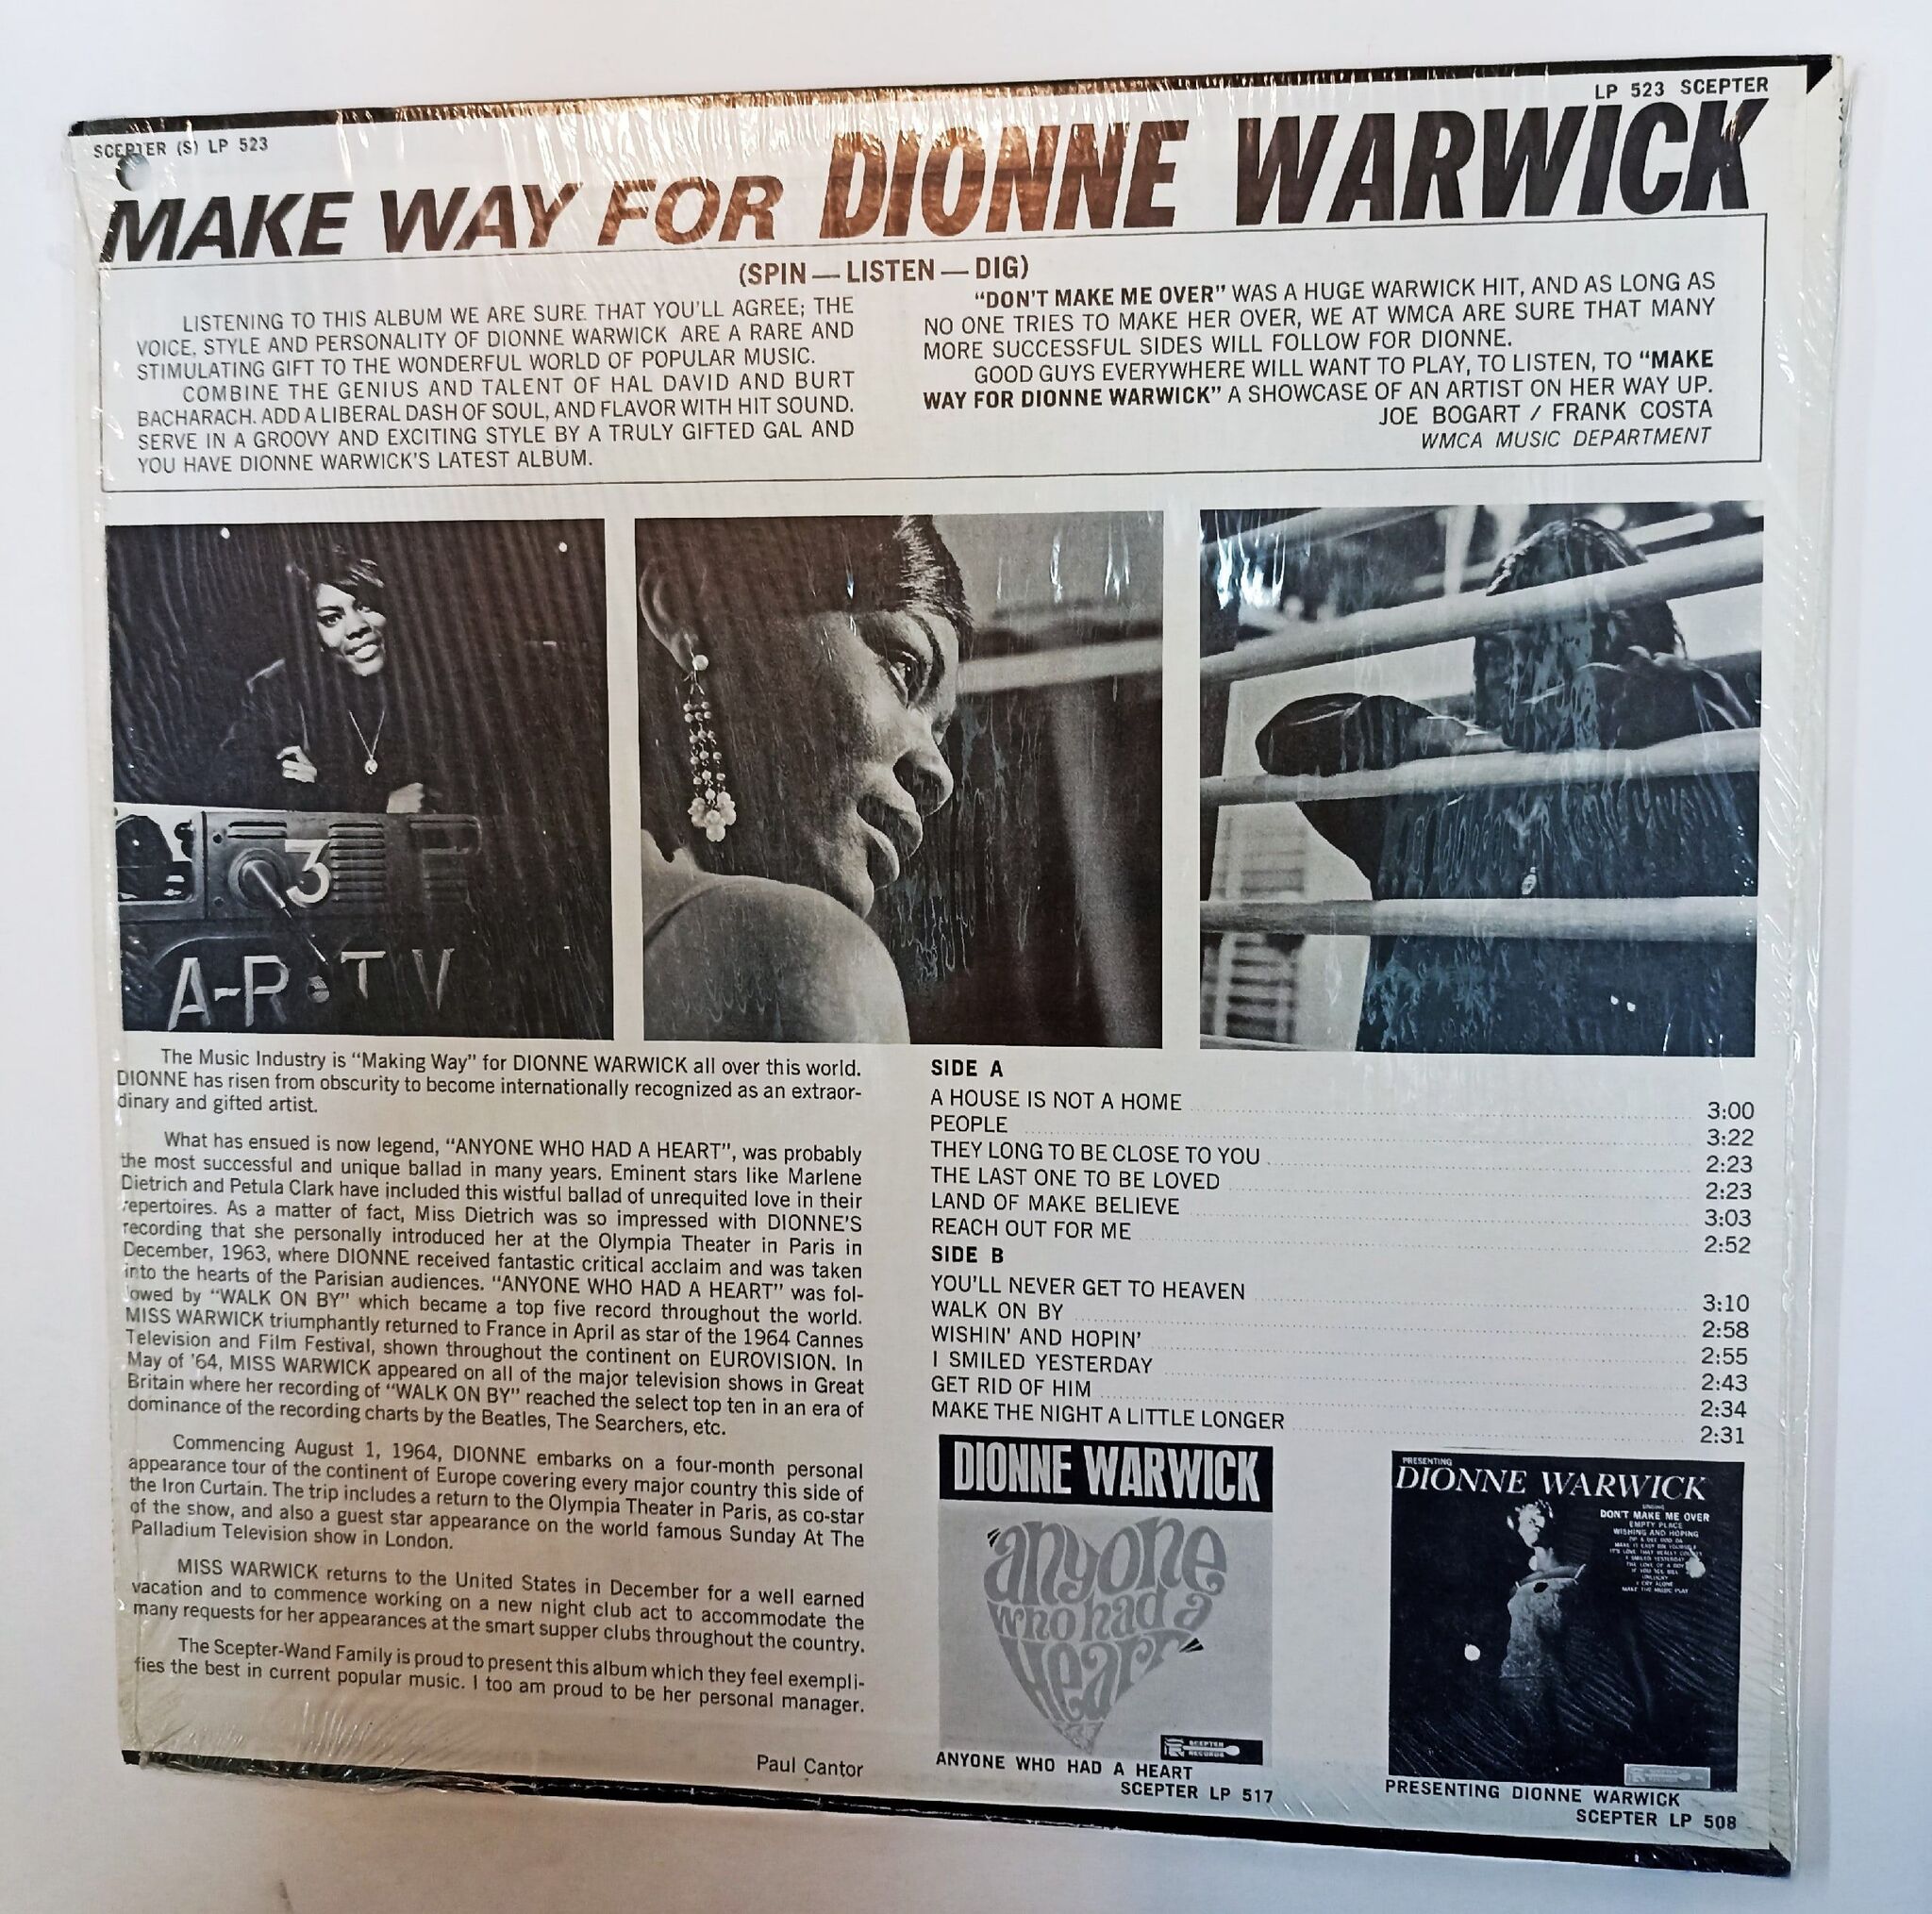 LP 523 SCEPTER
SCEPTER (S) LP 523
MAKE WAY FOR DIONNE WARWICK
(SPIN — LISTEN — DIG)
LISTENING TO THIS ALBUM WE ARE SURE THAT YOU'LL AGREE; THE
VOICE, STYLE AND PERSONALITY OF DIONNE WARWICK ARE A RARE AND
STIMULATING GIFT TO THE WONDERFUL WORLD OF POPULAR MUSIC.
COMBINE THE GENIUS AND TALENT OF HAL DAVID AND BURT
BACHARACH. ADD A LIBERAL DASH OF SOUL, AND FLAVOR WITH HIT SOUND.
SERVE IN A GROOVY AND EXCITING STYLE BY A TRULY GIFTED GAL AND
YOU HAVE DIONNE WARWICK'S LATEST ALBUM.
"DON'T MAKE ME OVER" WAS A HUGE WARWICK HIT, AND AS LONG AS
NO ONE TRIES TO MAKE HER OVER, WE AT WMCA ARE SURE THAT MANY
MORE SUCCESSFUL SIDES WILL FOLLOW FOR DIONNE.
GOOD GUYS EVERYWHERE WILL WANT TO PLAY, TO LISTEN, TO "MAKE
WAY FOR DIONNE WARWICK" A SHOWCASE OF AN ARTIST ON HER WAY UP.
JOE BOGART / FRANK COSTA
WMCA MUSIC DEPARTMENT
3
A-R•TV
The Music Industry is "Making Way" for DIONNE WARWICK all over this world.
DIONNE has risen from obscurity to become internationally recognized as an extraor-
dinary and gifted artist.
What has ensued is now legend, "ANYONE WHO HAD A HEART", was probably
the most successful and unique ballad in many years. Eminent stars like Marlene
Dietrich and Petula Clark have included this wistful ballad of unrequited love in their
repertoires. As a matter of fact, Miss Dietrich was so impressed with DIONNE'S
recording that she personally introduced her at the Olympia Theater in Paris in
December, 1963, where DIONNE received fantastic critical acclaim and was taken
into the hearts of the Parisian audiences. "ANYONE WHO HAD A HEART" was fol-
lowed by "WALK ON BY" which became a top five record throughout the world.
MISS WARWICK triumphantly returned to France in April as star of the 1964 Cannes
Television and Film Festival, shown throughout the continent on EUROVISION. In
May of '64, MISS WARWICK appeared on all of the major television shows in Great
Britain where her recording of "WALK ON BY" reached the select top ten in an era of
dominance of the recording charts by the Beatles, The Searchers, etc.
Commencing August 1, 1964, DIONNE embarks on a four-month personal
appearance tour of the continent of Europe covering every major country this side of
the Iron Curtain. The trip includes a return to the Olympia Theater in Paris, as co-star
of the show, and also a guest star appearance on the world famous Sunday At The
Palladium Television show in London.
MISS WARWICK returns to the United States in December for a well earned
vacation and to commence working on a new night club act to accommodate the
many requests for her appearances at the smart supper clubs throughout the country.
The Scepter-Wand Family is proud to present this album which they feel exempli-
fies the best in current popular music. I too am proud to be her personal manager.
Paul Cantor
SIDE A
A HOUSE IS NOT A HOME 3:00
PEOPLE 3:22
THEY LONG TO BE CLOSE TO YOU 2:23
THE LAST ONE TO BE LOVED 2:23
LAND OF MAKE BELIEVE 3:03
REACH OUT FOR ME 2:52
SIDE B
YOU'LL NEVER GET TO HEAVEN 3:10
WALK ON BY 2:58
WISHIN' AND HOPIN' 2:55
I SMILED YESTERDAY 2:43
GET RID OF HIM 2:34
MAKE THE NIGHT A LITTLE LONGER 2:31
DIONNE WARWICK
"anyone
who had a
Heart"
SCEPTER
RECORDS
ANYONE WHO HAD A HEART
SCEPTER LP 517
PRESENTING
DIONNE WARWICK
SINGING
DON'T MAKE ME OVER
EMPTY PLACE
WISHING AND HOPING
I SMILED YESTERDAY
THE LOVE OF A BOY
UNLUCKY
I CRY ALONE
MAKE THE MUSIC PLAY
PRESENTING DIONNE WARWICK
SCEPTER LP 508